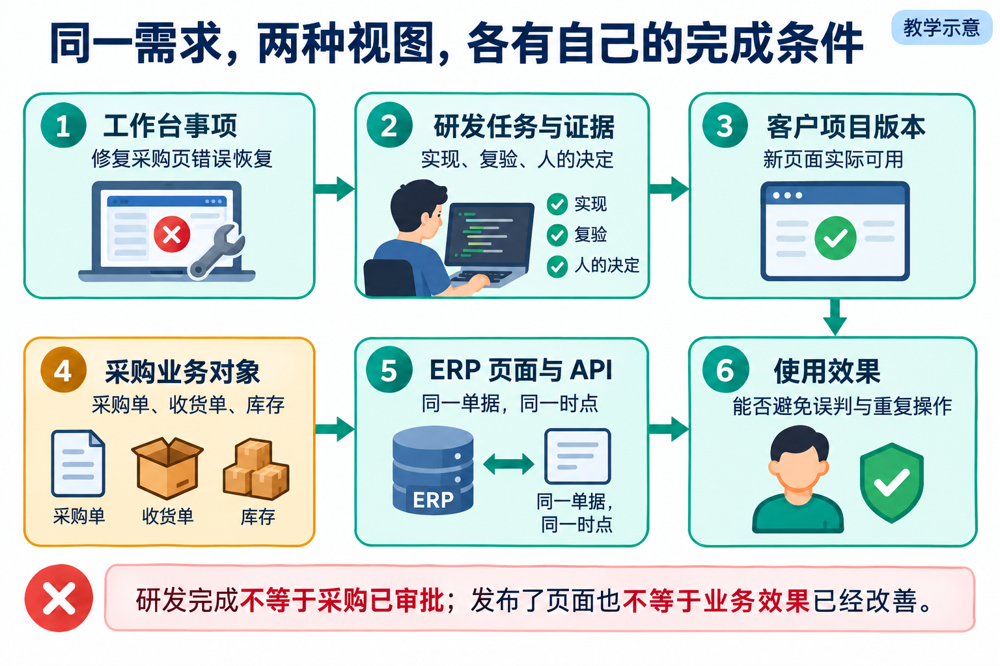 同一需求，两种视图，各有自己的完成条件
教学示意
1
工作台事项
修复采购页错误恢复
2
研发任务与证据
实现、复验、人的决定
实现
复验
人的决定
3
客户项目版本
新页面实际可用
4
采购业务对象
采购单、收货单、库存
采购单
收货单
库存
5
ERP 页面与 API
同一单据，同一时点
ERP
同一单据，
同一时点
6
使用效果
能否避免误判与重复操作
研发完成不等于采购已审批；发布了页面也不等于业务效果已经改善。